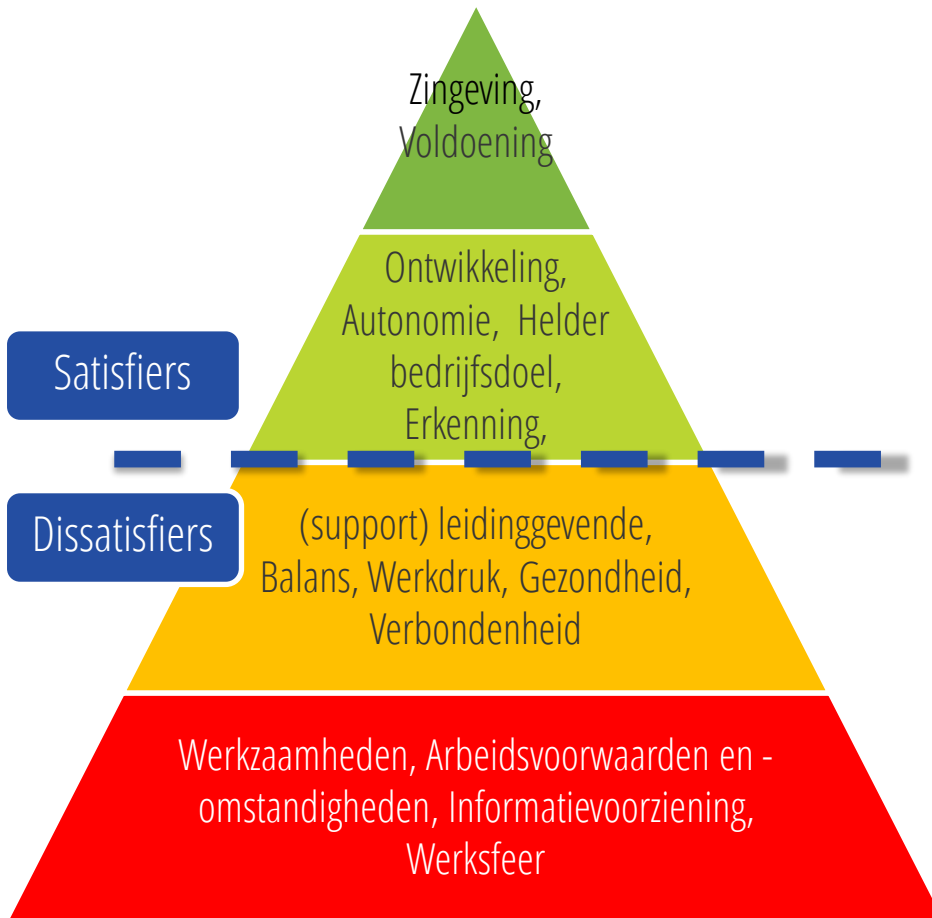 Zingeving,
Voldoening
Ontwikkeling,
Autonomie, Helder
bedrijfsdoel,
Erkenning,
Satisfiers
Dissatisfiers
(support) leidinggevende,
Balans, Werkdruk, Gezondheid,
Verbondenheid
Werkzaamheden, Arbeidsvoorwaarden en -
omstandigheden, Informatievoorziening,
Werksfeer